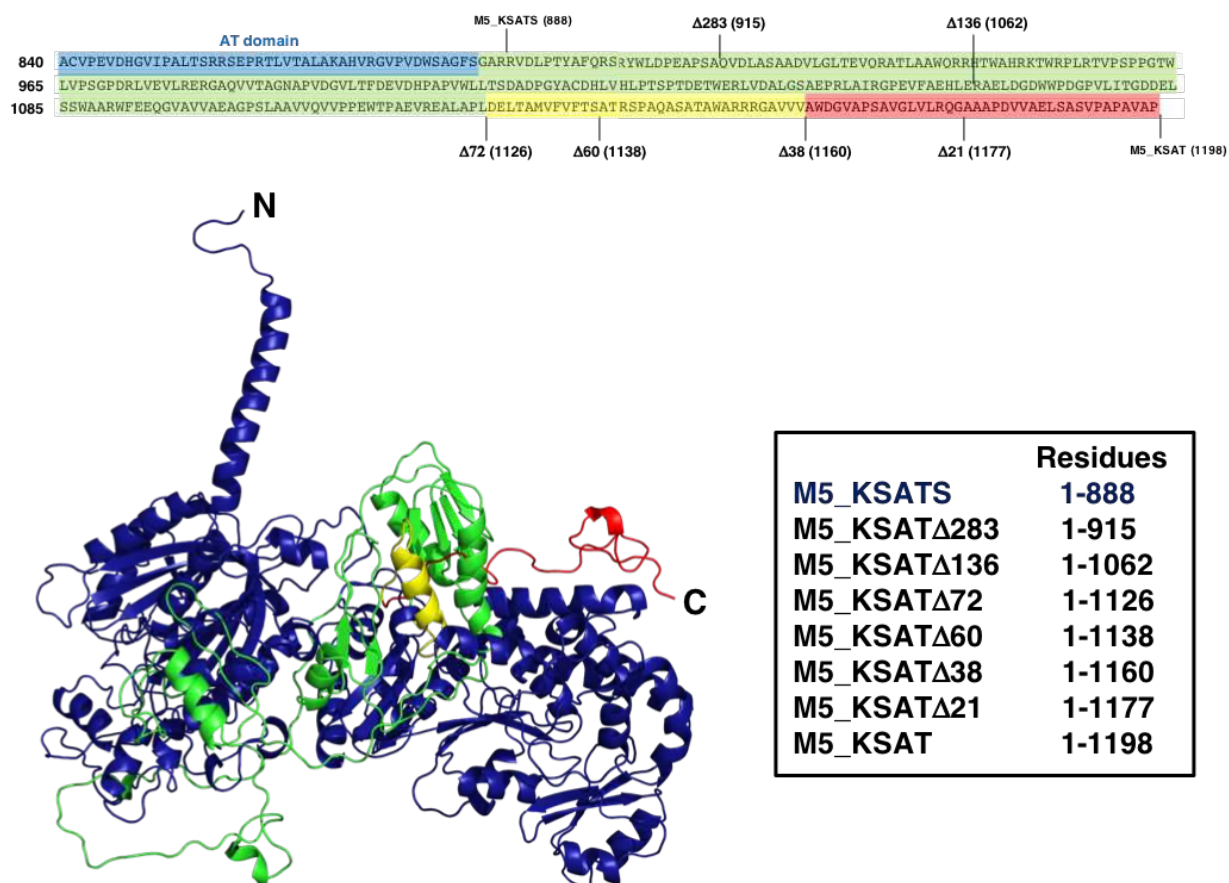 M5_KSATS (888)
Δ283 (915)
Δ136 (1062)
AT domain
840 ACVPEVDHGVIPALTSRRSEPRTLVTALAKAHVRGVPVDWSAGFSGARRVDLPTYAFQRSRYWLDPEAPSAQVDLASAADVLGLTEVQRATLAAWQRRHTWAHRKTWRPLRTVPSPPGTW
965 LVPSGPDRLVEVLRERGAQVVTAGNAPVDGVLTFDEVDHPAPVWLLTSDADPGYACDHLVHLPTSPTDETWERLVDALGSAEPRLAIRGPEVFAEHLERAELDGDWWPDGPVLITGDDEL
1085 SSWAARWFEEQGVAVVVAEAGPSLAAVVQVVPPEWTPAEVREALAPLDELTAMVFVFTSATRSPAQSATAWARRRGAVVVAWDGVAPSAVGLVLRQGAAAPDVVAELSASVPAPAVAP
Δ72 (1126)
Δ60 (1138)
Δ38 (1160)
Δ21 (1177)
M5_KSAT (1198)
N
C
Residues
M5_KSATS 1-888
M5_KSATΔ283 1-915
M5_KSATΔ136 1-1062
M5_KSATΔ72 1-1126
M5_KSATΔ60 1-1138
M5_KSATΔ38 1-1160
M5_KSATΔ21 1-1177
M5_KSAT 1-1198